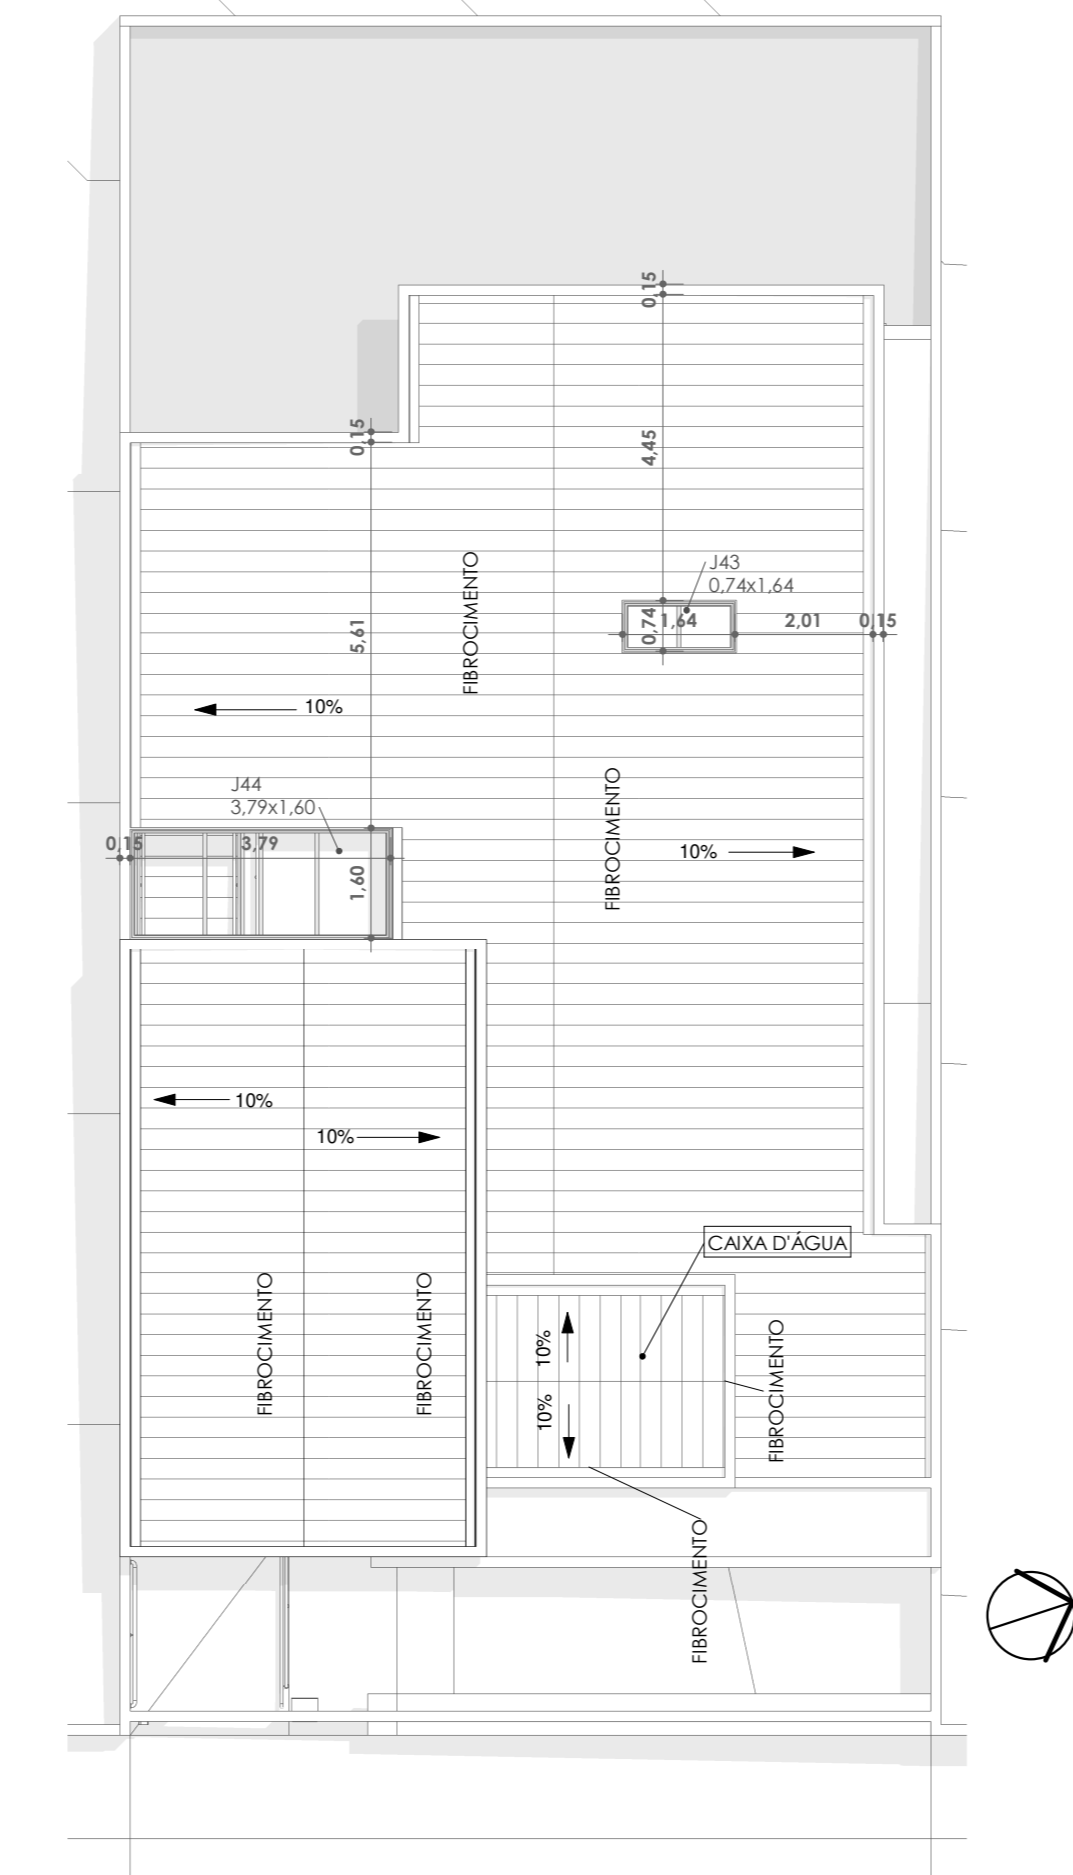 0,15
0,15
4,45
J43
0,74x1,64
FIBROCIMENTO
5,61
0,74
1,64
2,01
0,15
10%
J44
3,79x1,60
FIBROCIMENTO
0,15
3,79
10%
1,60
10%
10%
CAIXA D'ÁGUA
FIBROCIMENTO
FIBROCIMENTO
10%
10%
FIBROCIMENTO
FIBROCIMENTO